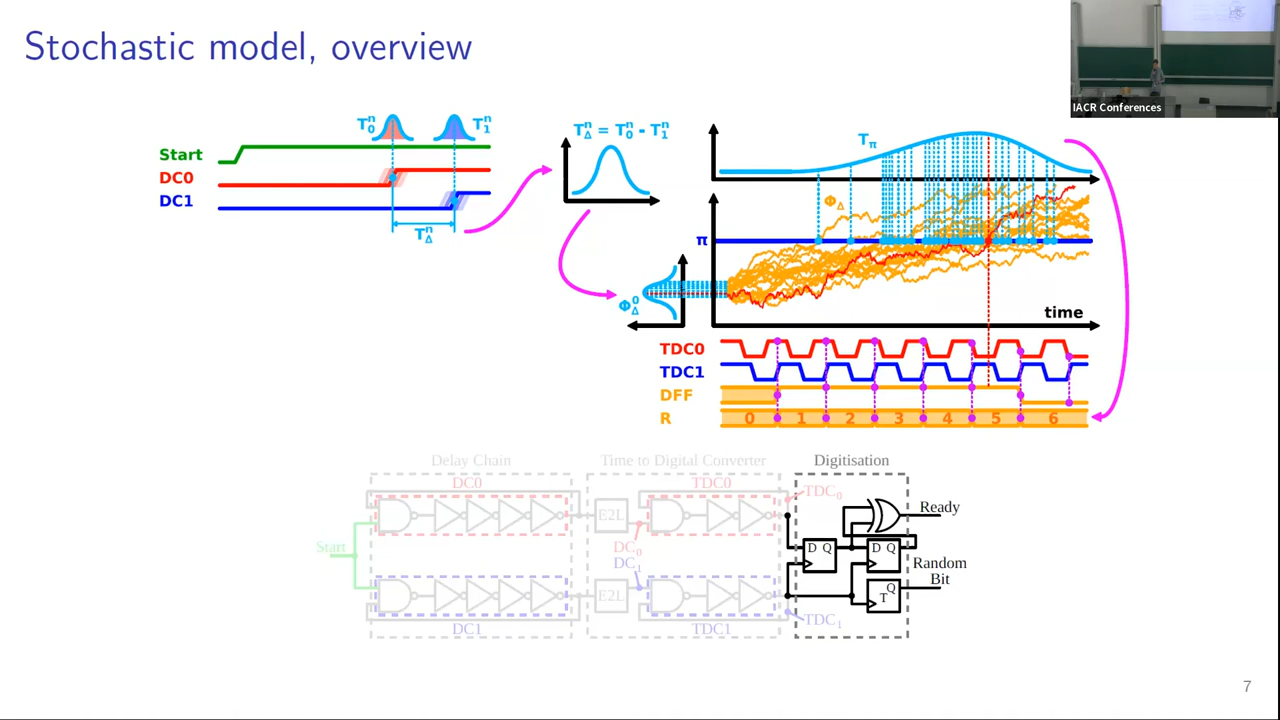 Stochastic model, overview
IACR Conferences
T₀ⁿ
T₁ⁿ
Start
DC0
DC1
T_Δⁿ
T_Δⁿ = T₀ⁿ - T₁ⁿ
T_π
Φ_Δ
π
Φ_Δ⁰
time
TDC0
TDC1
DFF
R 0 1 2 3 4 5 6
Delay Chain
Time to Digital Converter
Digitisation
DC0
TDC0
TDC₀
E2L
Ready
Start
DC₀
DC₁
D Q
D Q
Random
Bit
E2L
Q
T
TDC₁
DC1
TDC1
7